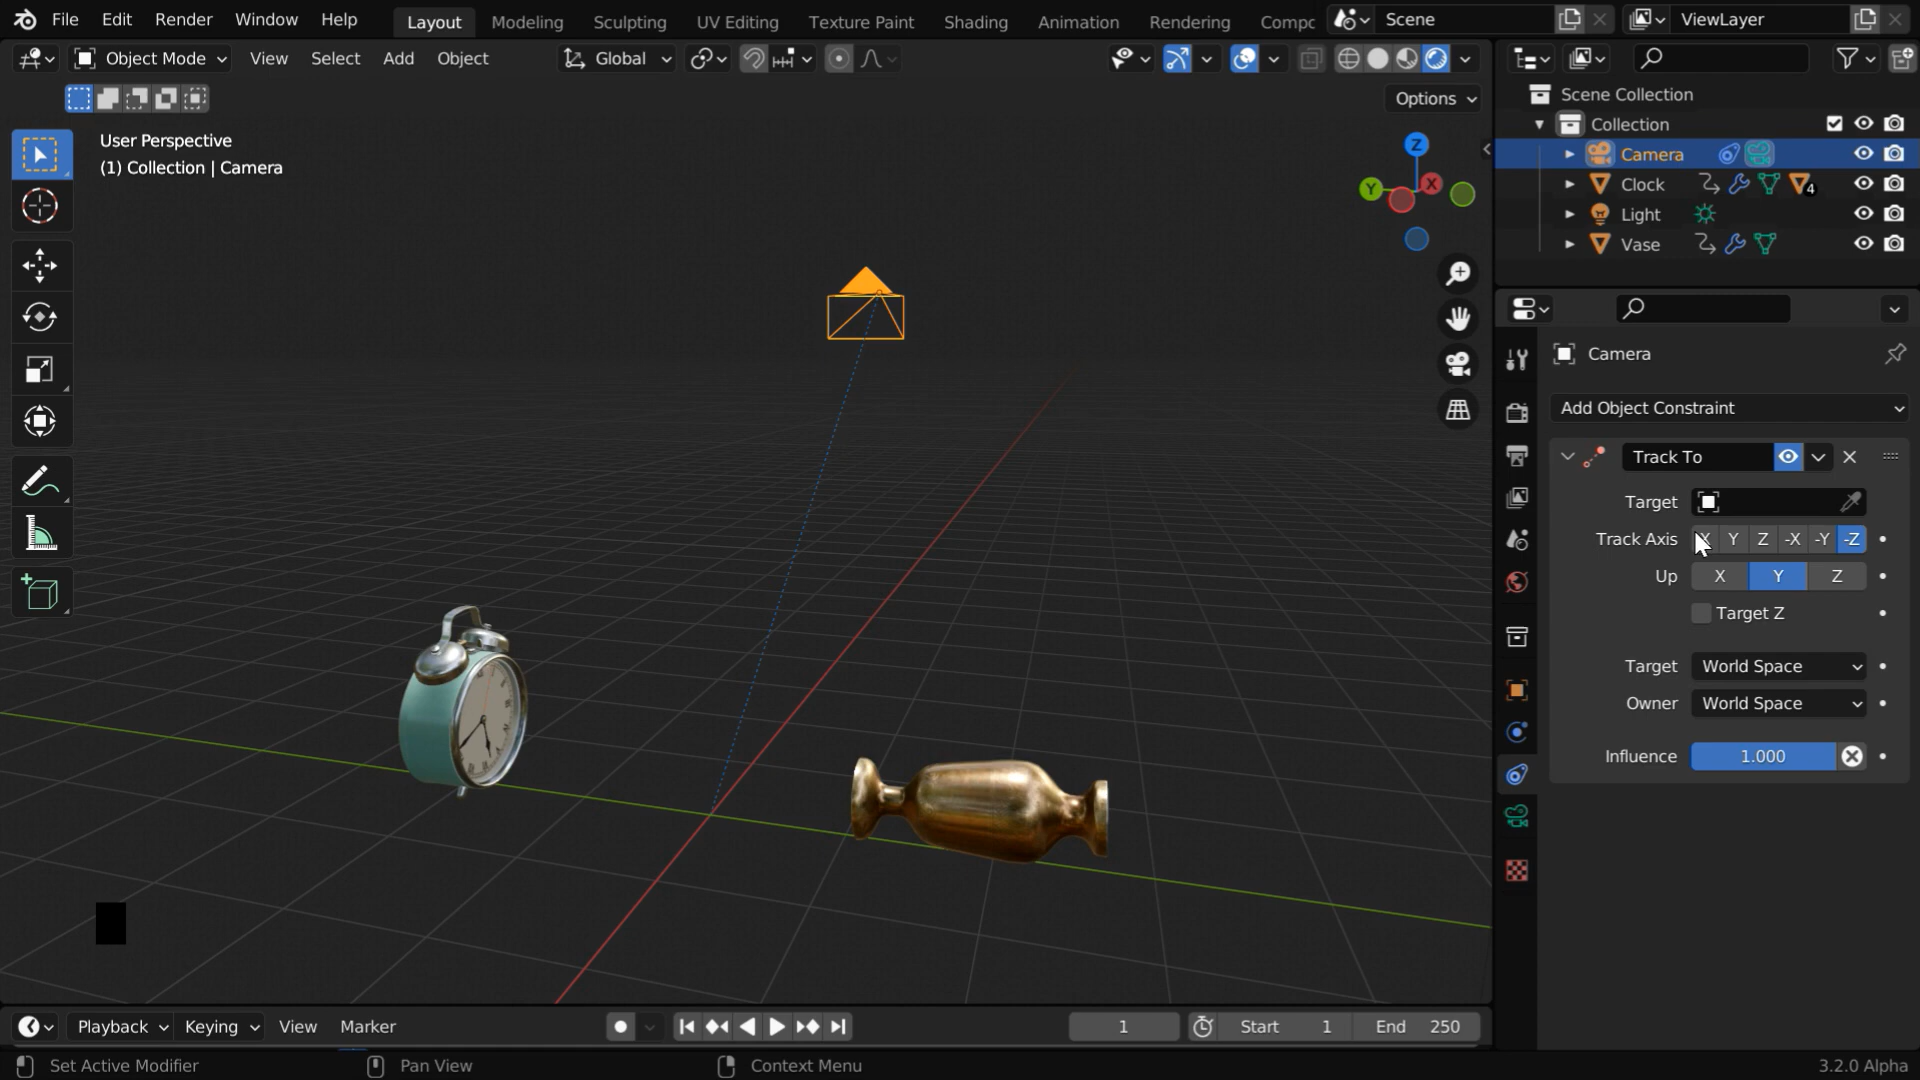 File Edit Render Window Help Layout Modeling Sculpting UV Editing Texture Paint Shading Animation Rendering Compc Scene ViewLayer
Object Mode View Select Add Object Global
Options
User Perspective
(1) Collection | Camera
Z
Y
X
Scene Collection
Collection
Camera
Clock 4
Light
Vase
Camera
Add Object Constraint
Track To
Target
Track Axis X Y Z -X -Y -Z
Up X Y Z
Target Z
Target World Space
Owner World Space
Influence 1.000
Playback Keying View Marker 1 Start 1 End 250
Set Active Modifier Pan View Context Menu 3.2.0 Alpha